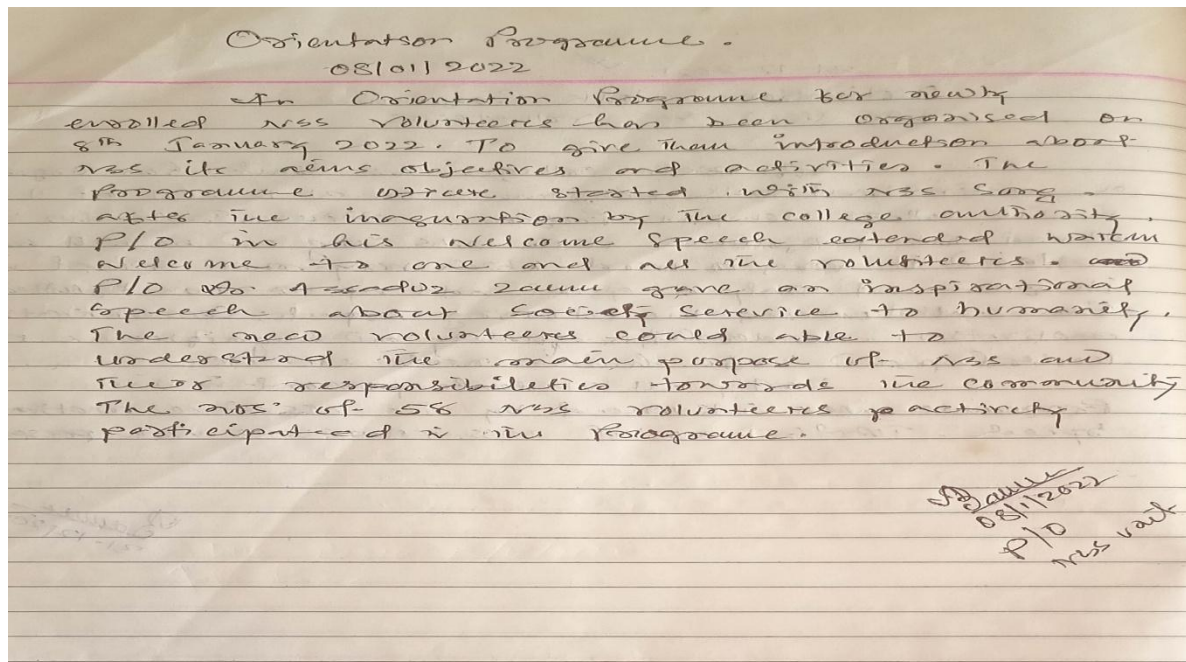 Orientatson Programme.
08/01/2022
An Orientation Programme for newly
enrolled NSS volunteers has been organised on
8th January 2022. To give them introduction about
NSS its aims objectives and activities. The
Programme were started with NSS song.
after the inaguration by the college authority.
P/O in his welcome speech extended warm
welcome to one and all the volunteers.
P/O gave an inspirational
speech about society service to humanity.
The new volunteers could able to
understand the main purpose of NSS and
their responsibilities towards the community
The nos. of 58 NSS volunteers actively
participated in the Programme.
08/1/2022
P/O
NSS unit